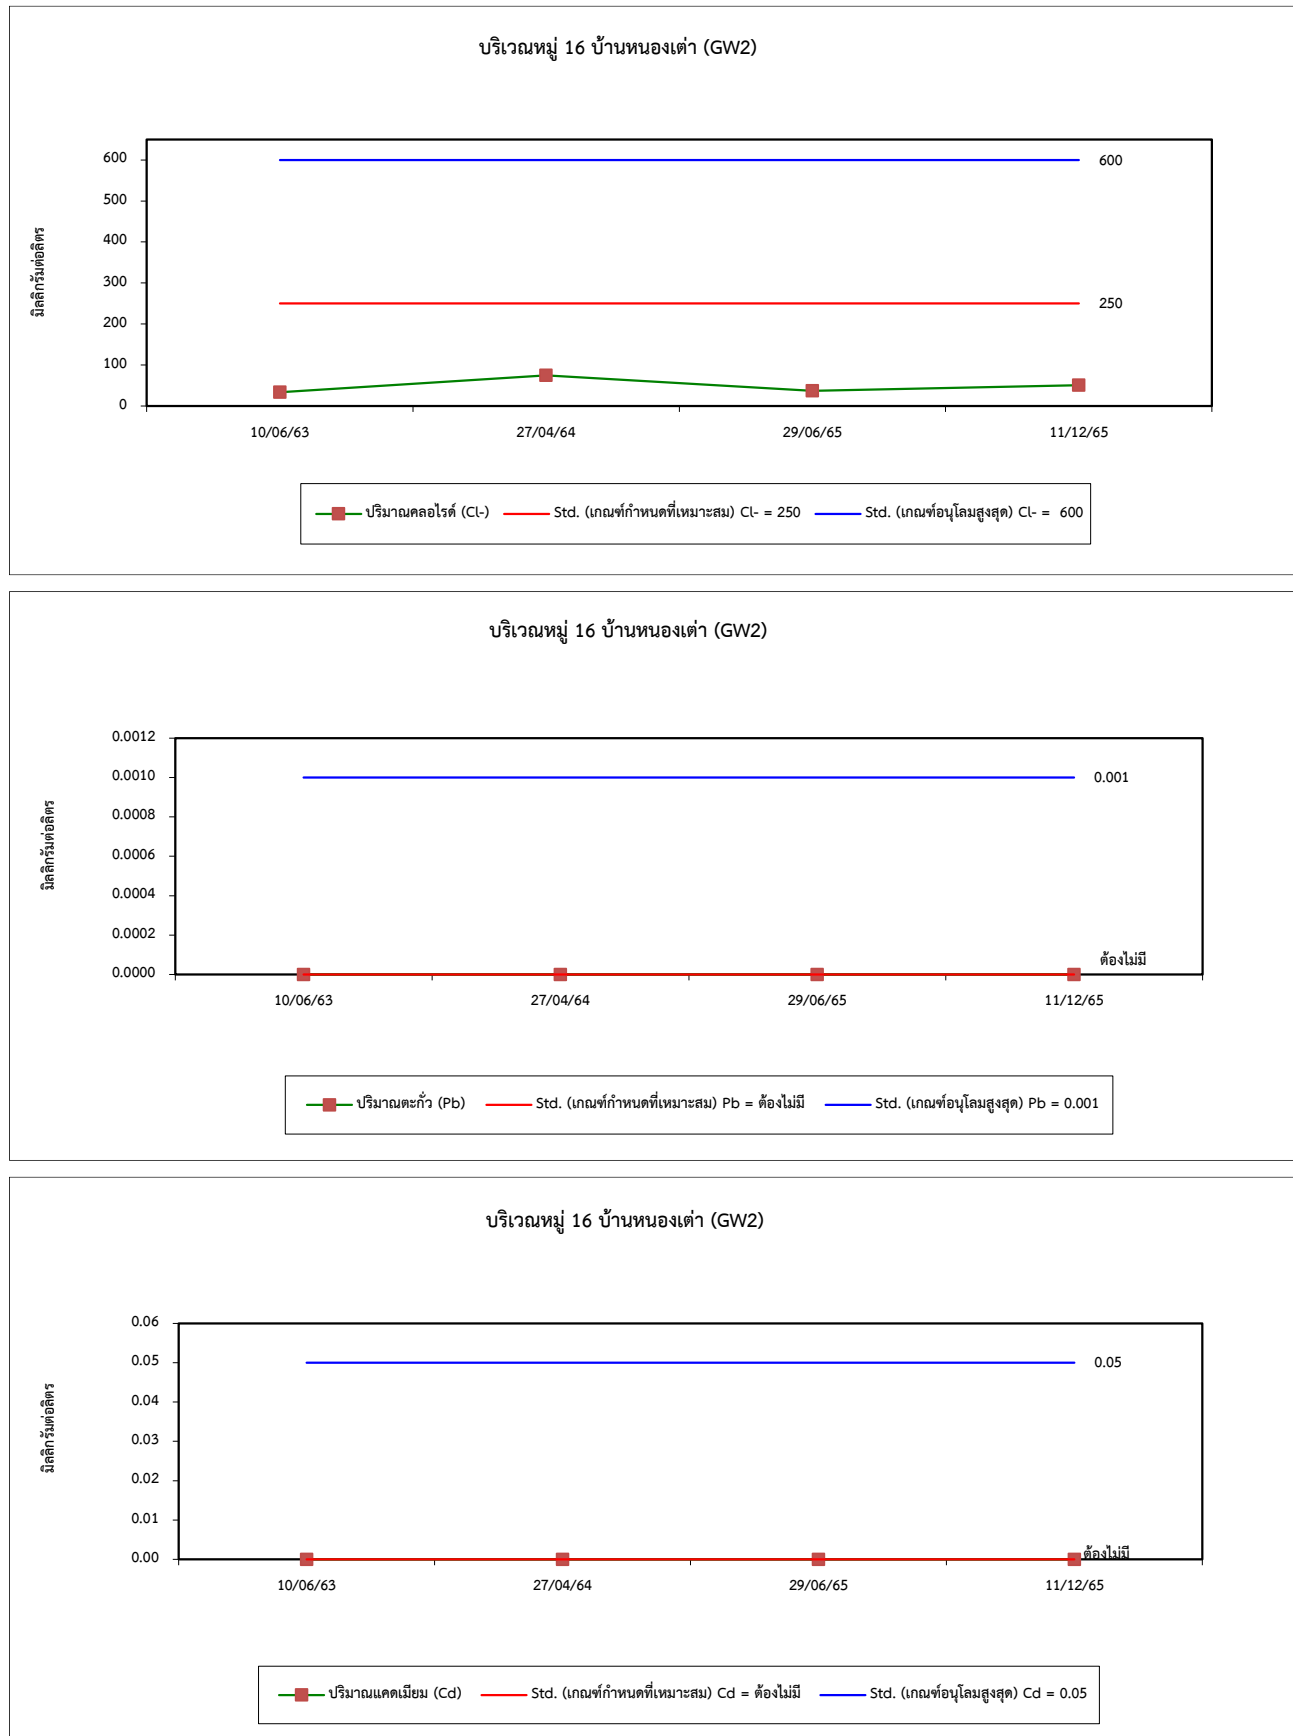 บริเวณหมู่ 16 บ้านหนองเต่า (GW2)
มิลลิกรัมต่อลิตร
600
500
400
300
200
100
0
600
250
10/06/63 27/04/64 29/06/65 11/12/65
ปริมาณคลอไรด์ (Cl-) Std. (เกณฑ์กำหนดที่เหมาะสม) Cl- = 250 Std. (เกณฑ์อนุโลมสูงสุด) Cl- = 600
บริเวณหมู่ 16 บ้านหนองเต่า (GW2)
มิลลิกรัมต่อลิตร
0.0012
0.0010
0.0008
0.0006
0.0004
0.0002
0.0000
0.001
ต้องไม่มี
10/06/63 27/04/64 29/06/65 11/12/65
ปริมาณตะกั่ว (Pb) Std. (เกณฑ์กำหนดที่เหมาะสม) Pb = ต้องไม่มี Std. (เกณฑ์อนุโลมสูงสุด) Pb = 0.001
บริเวณหมู่ 16 บ้านหนองเต่า (GW2)
มิลลิกรัมต่อลิตร
0.06
0.05
0.04
0.03
0.02
0.01
0.00
0.05
ต้องไม่มี
10/06/63 27/04/64 29/06/65 11/12/65
ปริมาณแคดเมียม (Cd) Std. (เกณฑ์กำหนดที่เหมาะสม) Cd = ต้องไม่มี Std. (เกณฑ์อนุโลมสูงสุด) Cd = 0.05